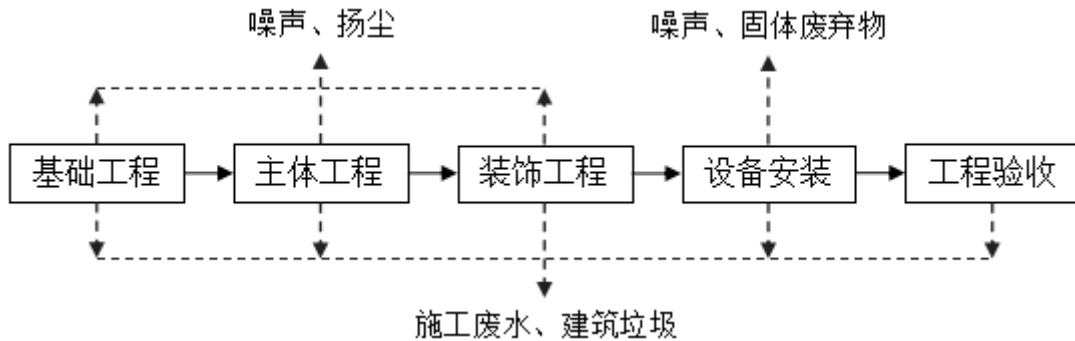 噪声、扬尘
噪声、固体废弃物
基础工程
主体工程
装饰工程
设备安装
工程验收
施工废水、建筑垃圾